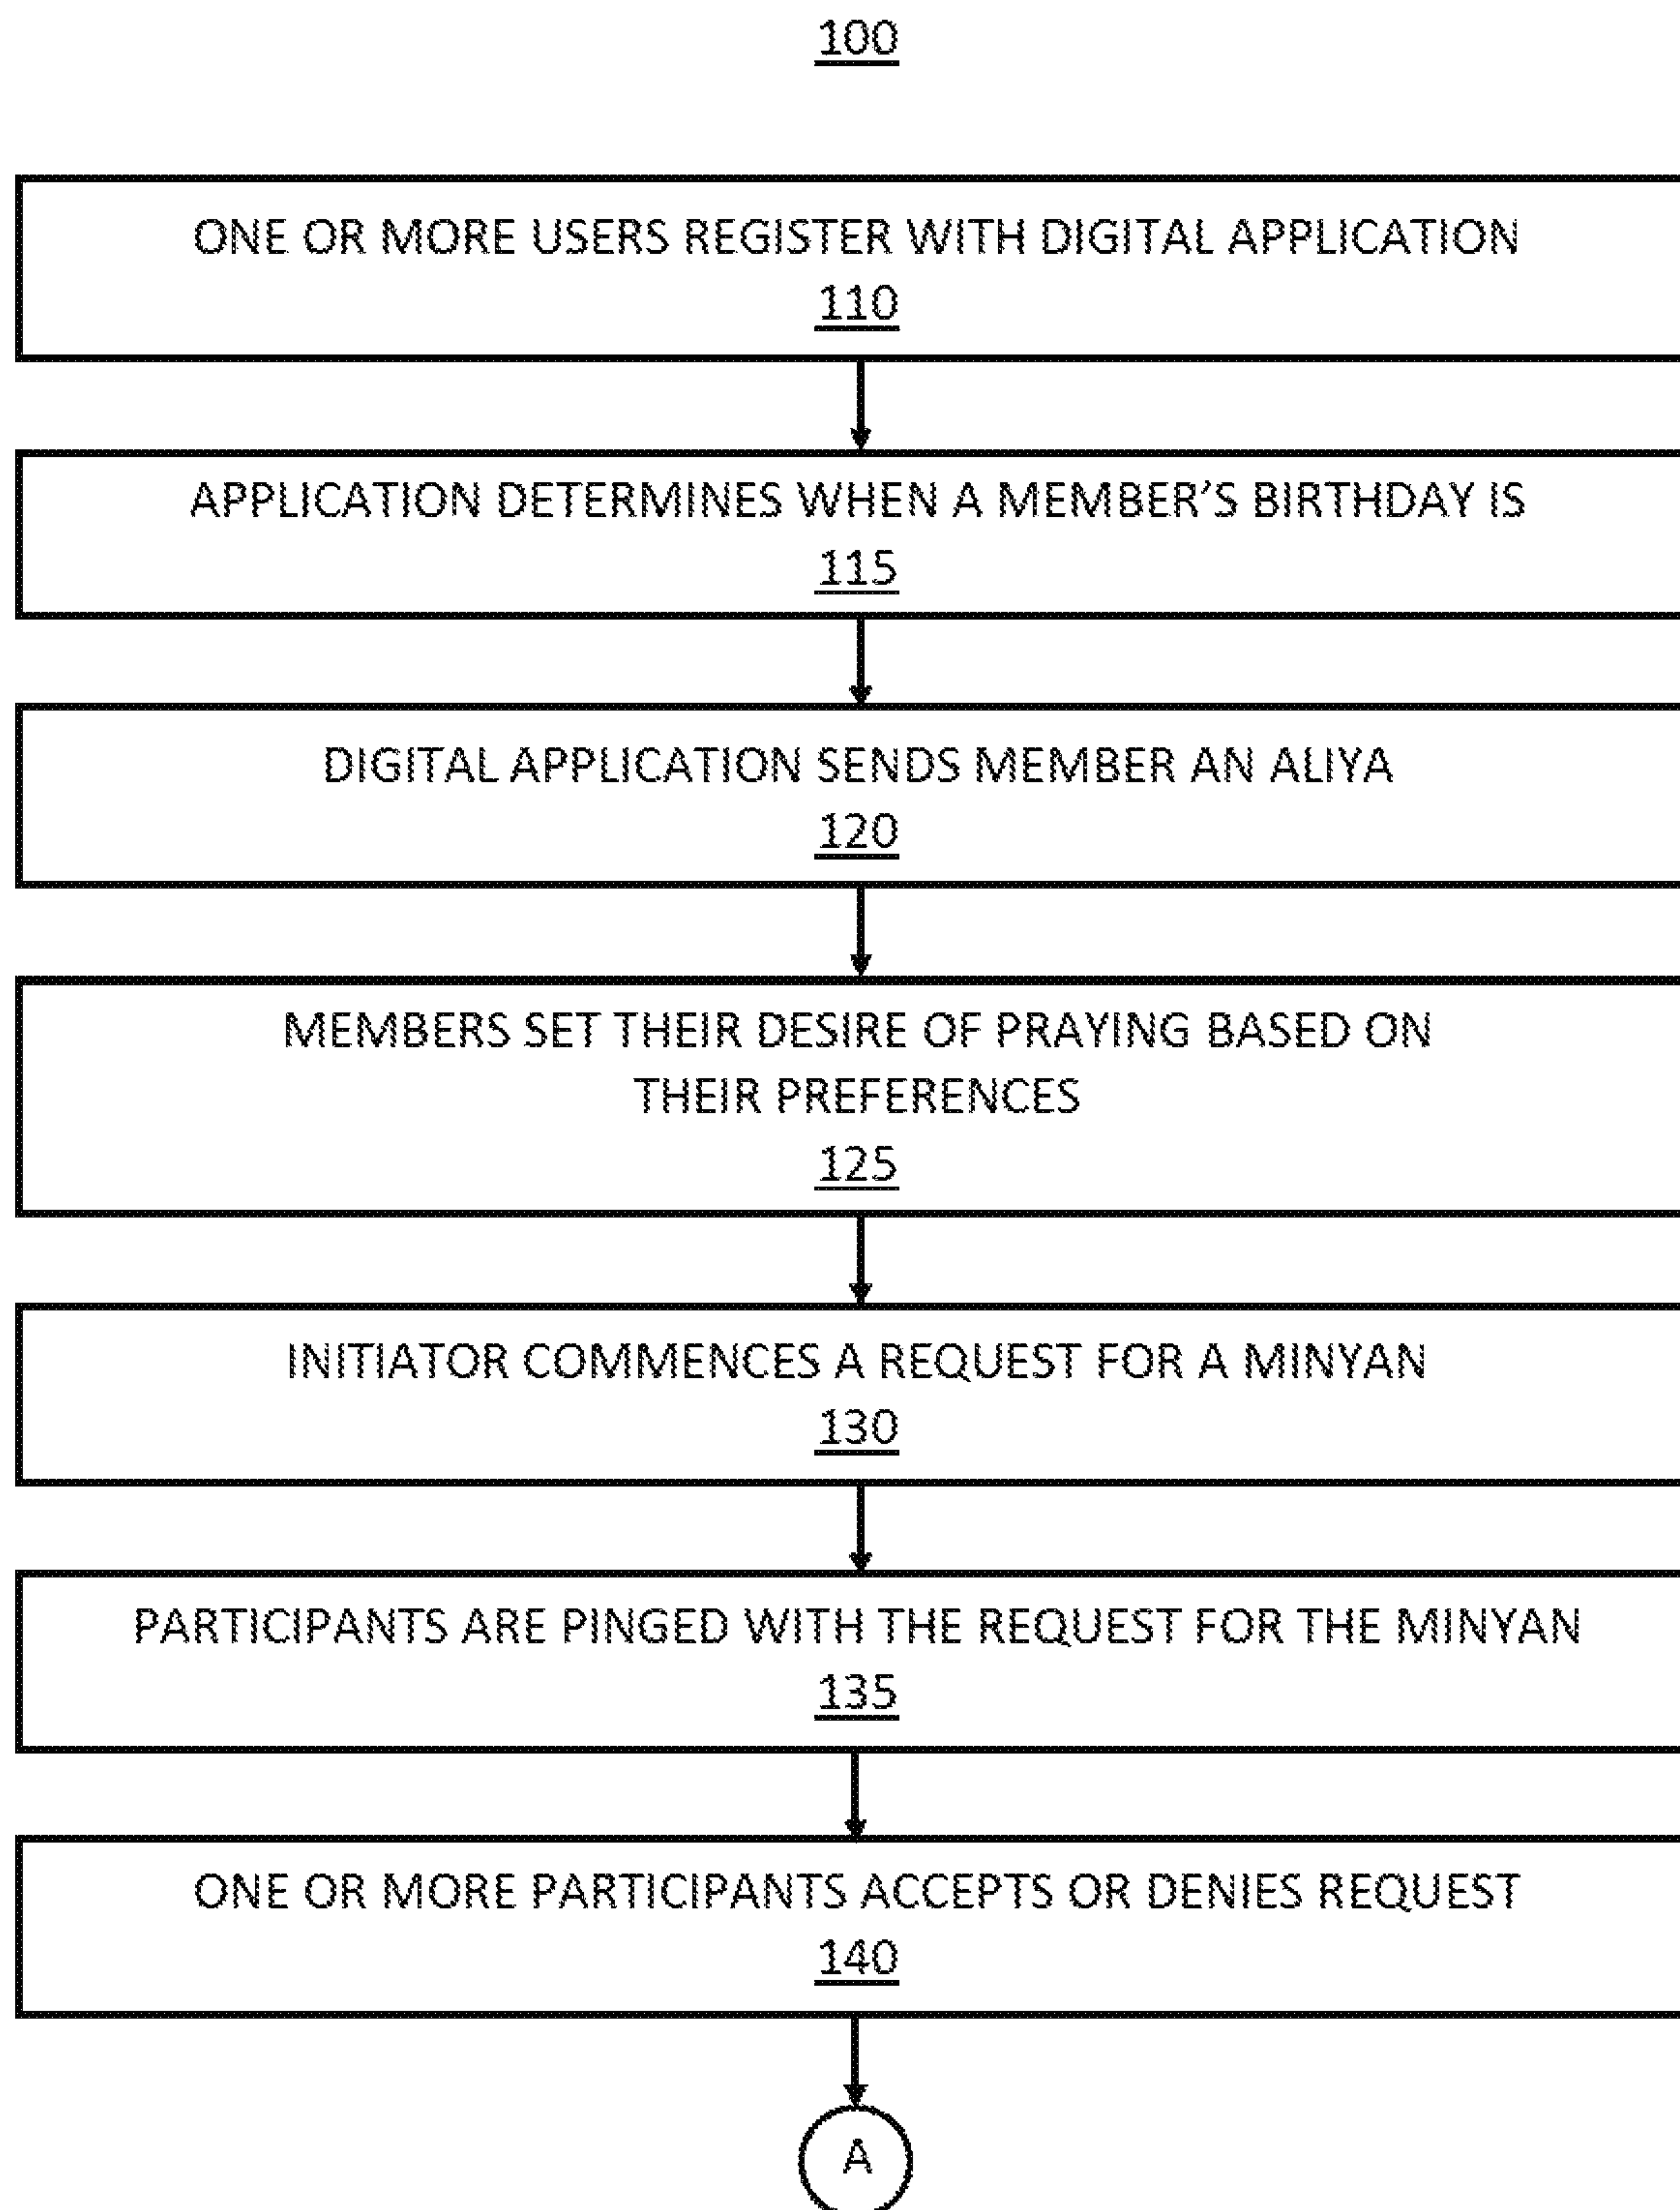 100
ONE OR MORE USERS REGISTER WITH DIGITAL APPLICATION
110
APPLICATION DETERMINES WHEN A MEMBER'S BIRTHDAY IS
115
DIGITAL APPLICATION SENDS MEMBER AN ALIYA
120
MEMBERS SET THEIR DESIRE OF PRAYING BASED ON
THEIR PREFERENCES
125
INITIATOR COMMENCES A REQUEST FOR A MINYAN
130
PARTICIPANTS ARE PINGED WITH THE REQUEST FOR THE MINYAN
135
ONE OR MORE PARTICIPANTS ACCEPTS OR DENIES REQUEST
140
A